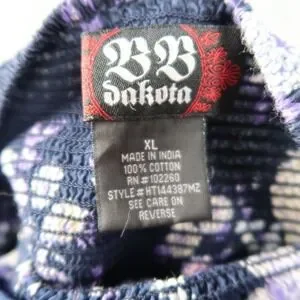 BB
dakota
XL
MADE IN INDIA
100% COTTON
RN# 102260
STYLE# HT144387MZ
SEE CARE ON
REVERSE